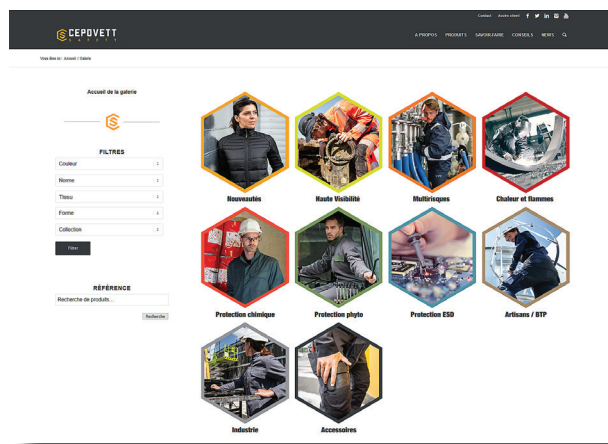 Contact Accès client
CEPOVETT
SAFETY
A PROPOS PRODUITS SAVOIR-FAIRE CONSEILS NEWS
Vous êtes ici : Accueil / Galerie
Accueil de la galerie
FILTRES
Couleur
Norme
Tissu
Forme
Collection
Filtrer
RÉFÉRENCE
Recherche de produits...
Recherche
Nouveautés Haute Visibilité Multirisques Chaleur et flammes
Protection chimique Protection phyto Protection ESD Artisans / BTP
Industrie Accessoires